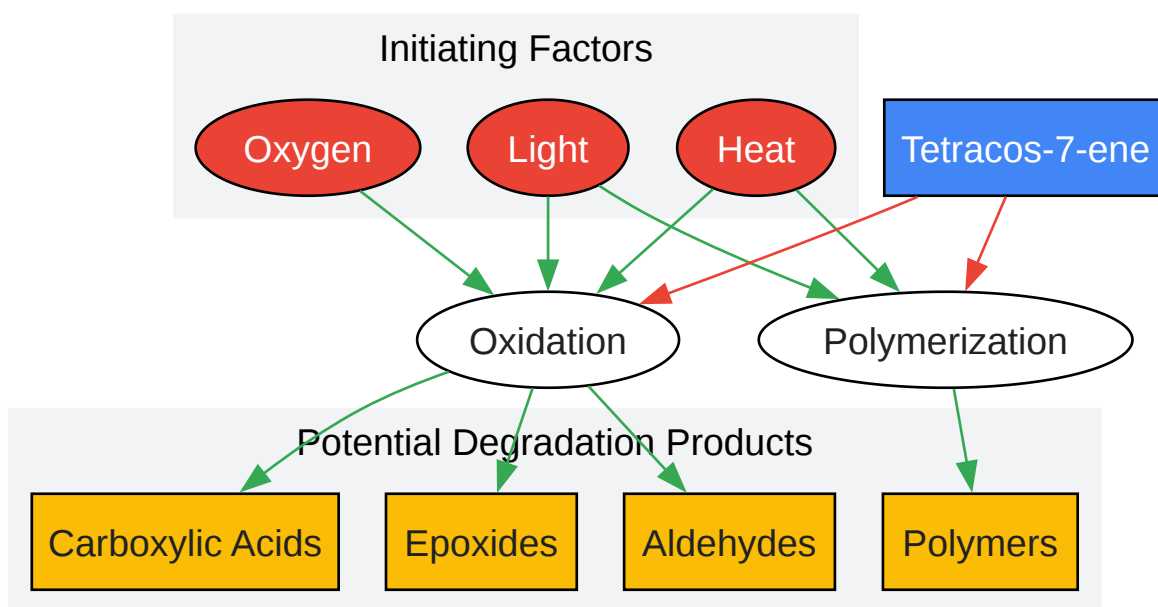 Initiating Factors
Oxygen
Light
Heat
Tetracos-7-ene
Oxidation
Polymerization
Potential Degradation Products
Carboxylic Acids
Epoxides
Aldehydes
Polymers